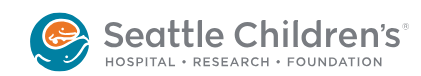 Seattle Children's®
HOSPITAL • RESEARCH • FOUNDATION